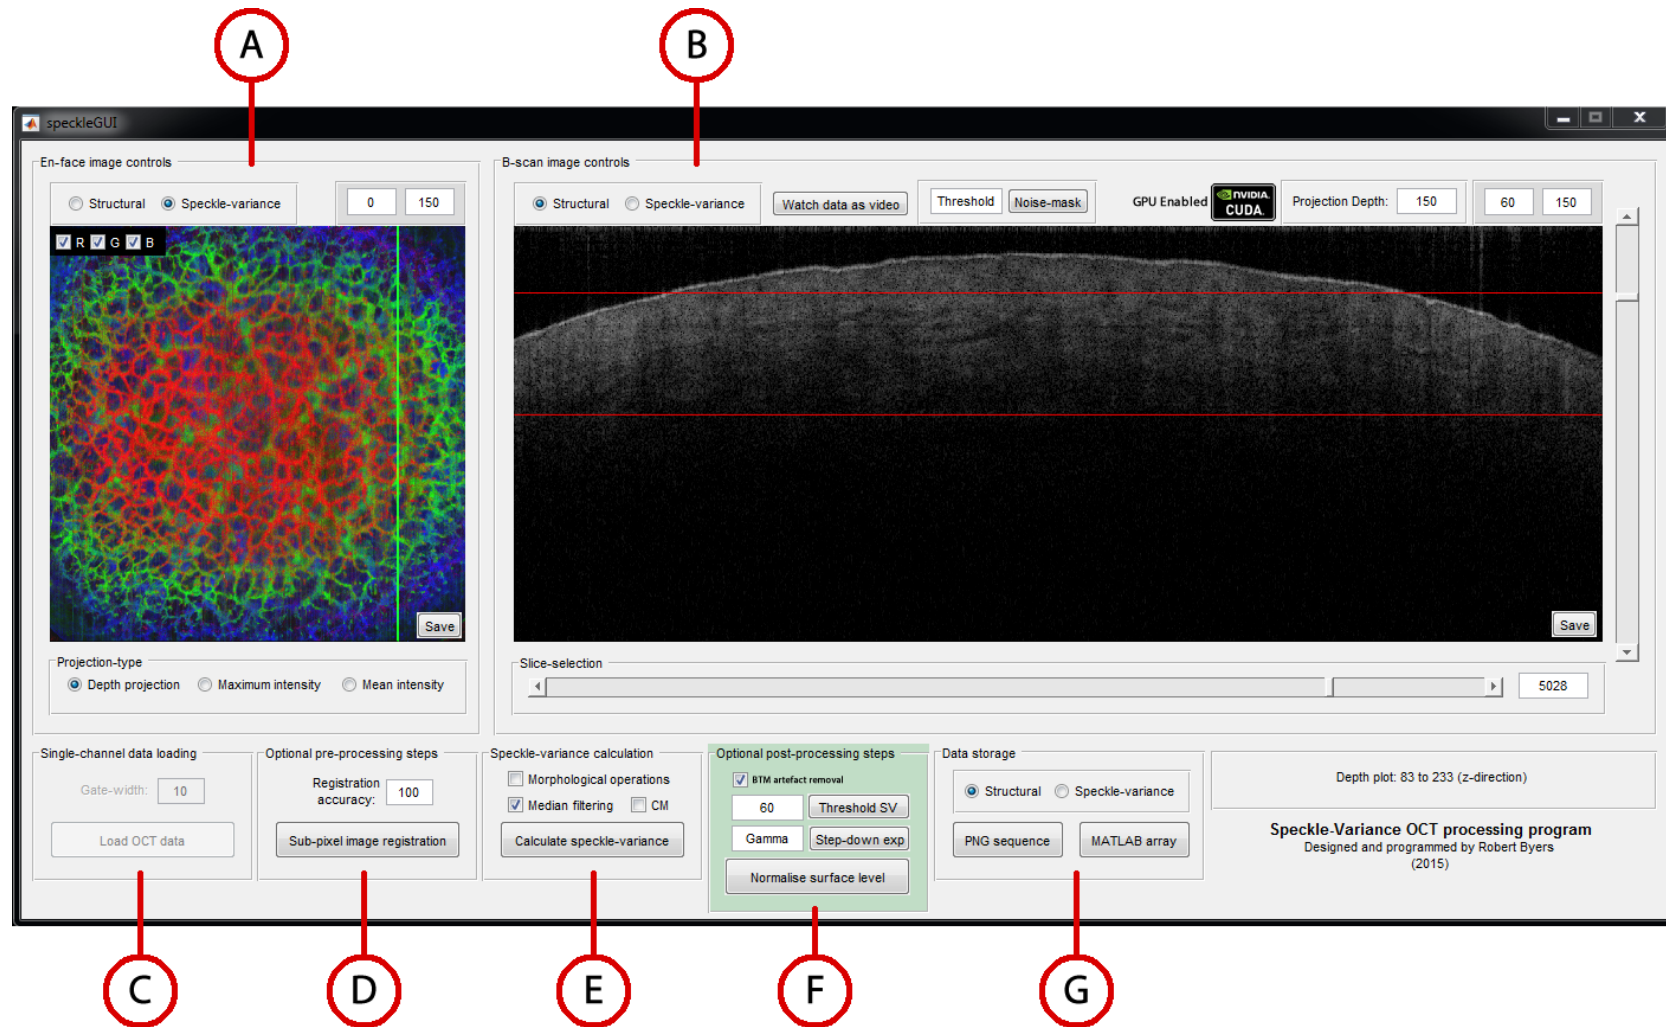 A
B
speckleGUI
En-face image controls
Structural Speckle-variance 0 150
R G B
Save
Projection-type
Depth projection Maximum intensity Mean intensity
B-scan image controls
Structural Speckle-variance Watch data as video Threshold Noise-mask GPU Enabled NVIDIA. CUDA. Projection Depth: 150 60 150
Save
Slice-selection
5028
Single-channel data loading
Gate-width: 10
Load OCT data
Optional pre-processing steps
Registration
accuracy: 100
Sub-pixel image registration
Speckle-variance calculation
Morphological operations
Median filtering CM
Calculate speckle-variance
Optional post-processing steps
BTM artefact removal
60 Threshold SV
Gamma Step-down exp
Normalise surface level
Data storage
Structural Speckle-variance
PNG sequence MATLAB array
Depth plot: 83 to 233 (z-direction)
Speckle-Variance OCT processing program
Designed and programmed by Robert Byers
(2015)
C
D
E
F
G